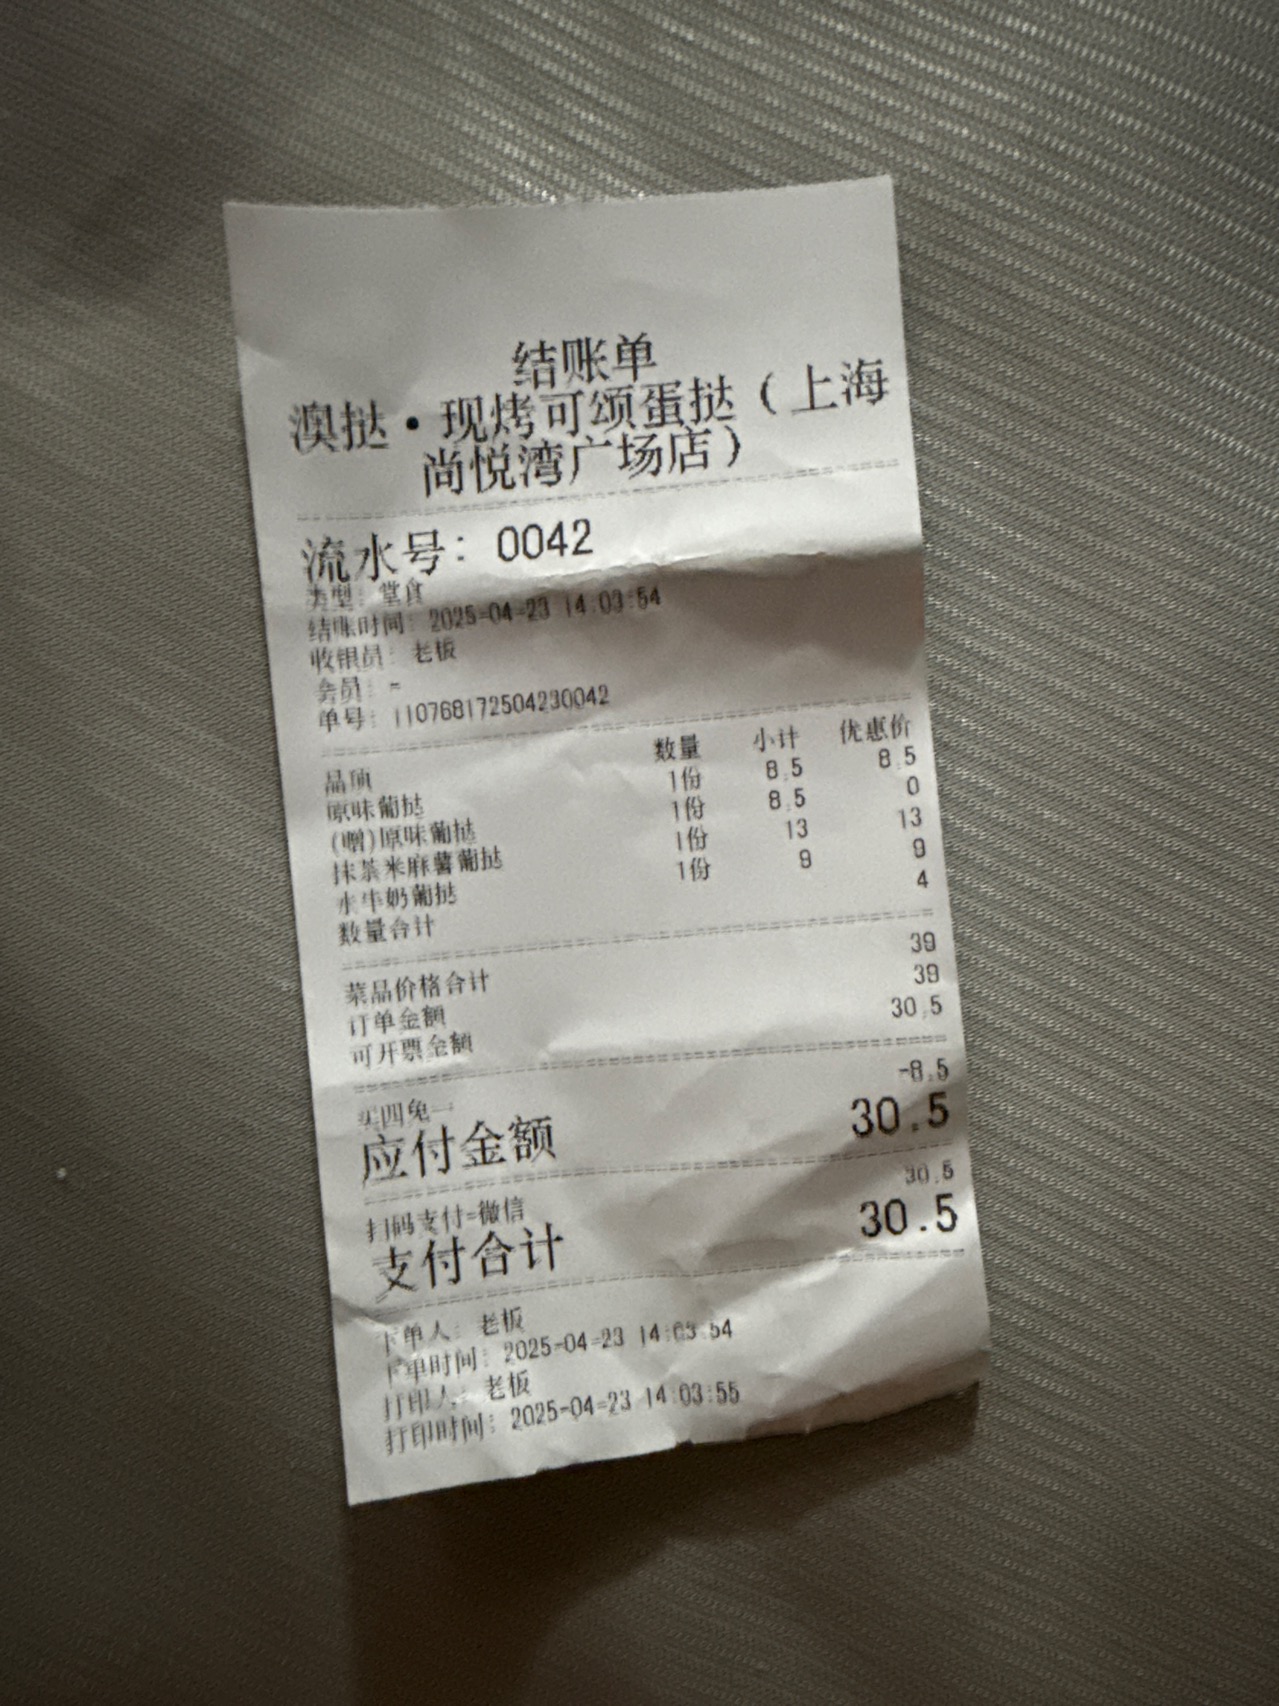 结账单
澳挞·现烤可颂蛋挞（上海
尚悦湾广场店）
流水号：0042
类型：堂食
结账时间：2025-04-23 14:03:54
收银员：老板
会员：-
单号：110768172504230042
品项 数量 小计 优惠价
原味葡挞 1份 8.5 8.5
(赠)原味葡挞 1份 8.5 0
抹茶米麻薯葡挞 1份 13 13
水牛奶葡挞 1份 9 9
数量合计 4
菜品价格合计 39
订单金额 39
可开票金额 30.5
买四免一 -8.5
应付金额 30.5
扫码支付=微信 30.5
支付合计 30.5
下单人：老板
下单时间：2025-04-23 14:03:54
打印人：老板
打印时间：2025-04-23 14:03:55